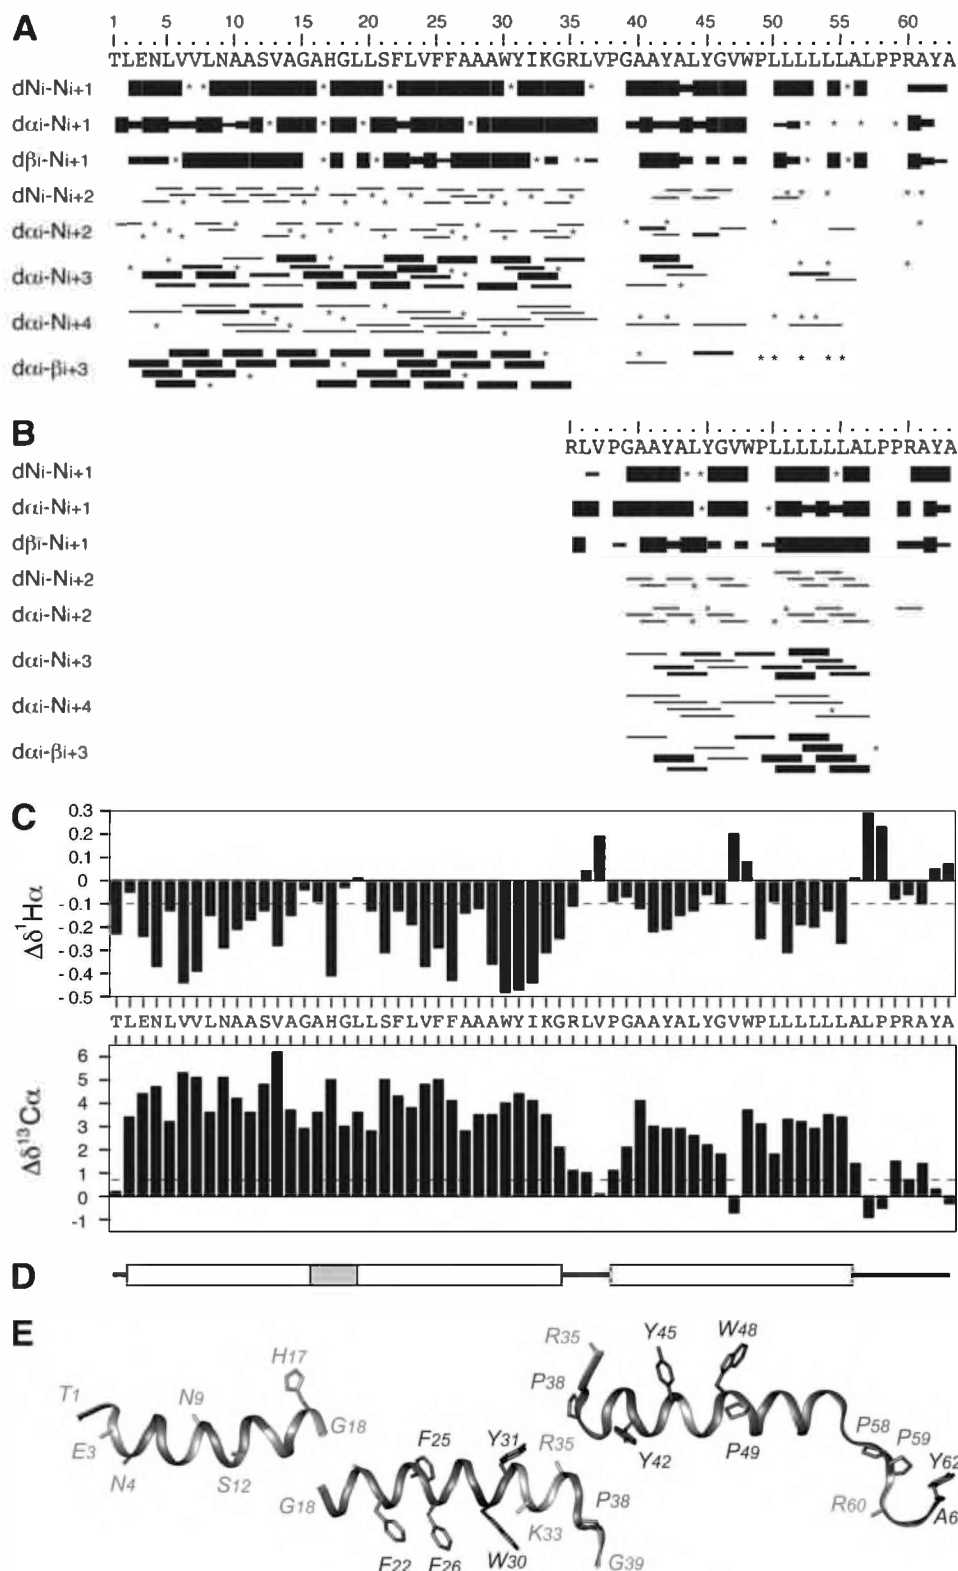 A
1 5 10 15 20 25 30 35 40 45 50 55 60
TLENLVVLNAASVAGAHGLLSFLVFFAAAWYIKGRLVPGAAYALYGVWPLLLLLLALPPRAYA
dNi-Ni+1
dαi-Ni+1
dβi-Ni+1
dNi-Ni+2
dαi-Ni+2
dαi-Ni+3
dαi-Ni+4
dαi-βi+3
B
RLVPGAAYALYGVWPLLLLLLALPPRAYA
dNi-Ni+1
dαi-Ni+1
dβi-Ni+1
dNi-Ni+2
dαi-Ni+2
dαi-Ni+3
dαi-Ni+4
dαi-βi+3
C
Δδ1Hα
0.3
0.2
0.1
0
-0.1
-0.2
-0.3
-0.4
-0.5
TLENLVVLNAASVAGAHGLLSFLVFFAAAWYIKGRLVPGAAYALYGVWPLLLLLLALPPRAYA
Δδ13Cα
6
5
4
3
2
1
0
-1
D
E
T1 E3 N4 N9 S12 H17 G18
G18 F22 F25 F26 W30 Y31 K33 R35 P38 G39
R35 P38 Y42 Y45 W48 P49 P58 P59 R60 Y62 A6